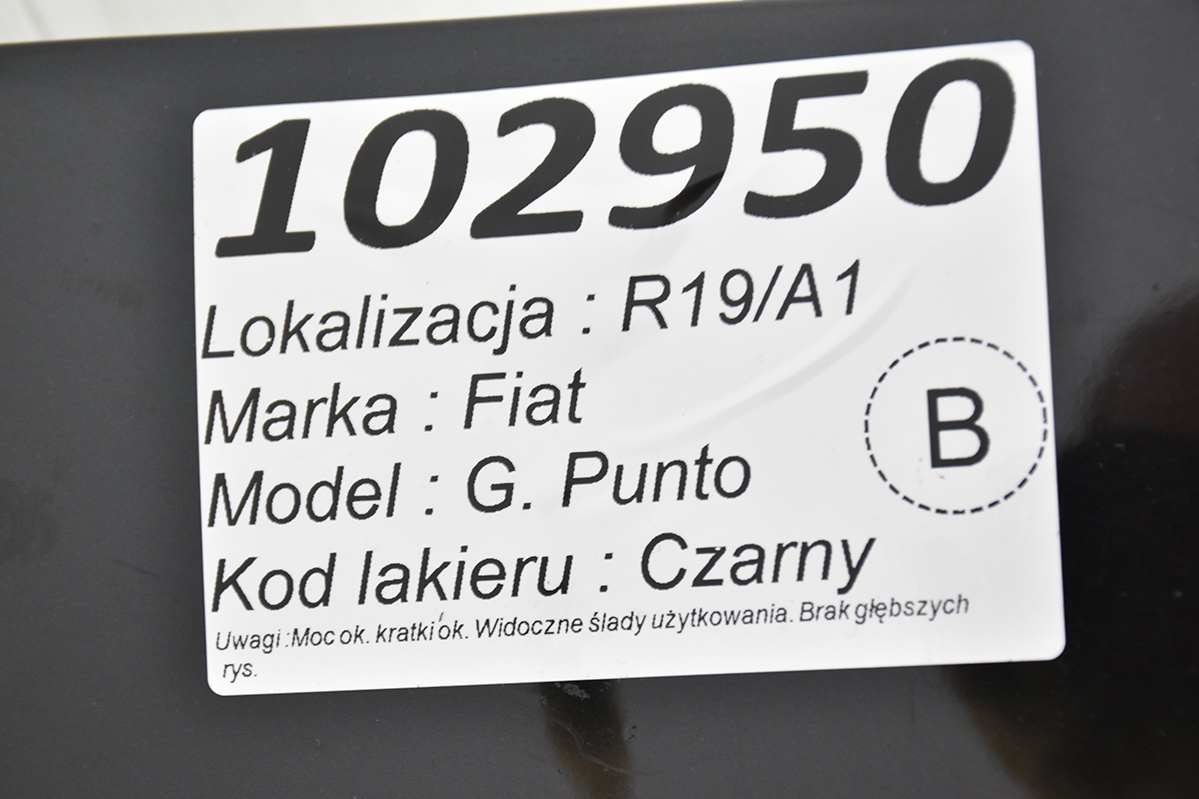 102950
Lokalizacja : R19/A1
Marka : Fiat
Model : G. Punto
B
Kod lakieru : Czarny
Uwagi :Moc ok. kratki ok. Widoczne ślady użytkowania. Brak głębszych
rys.